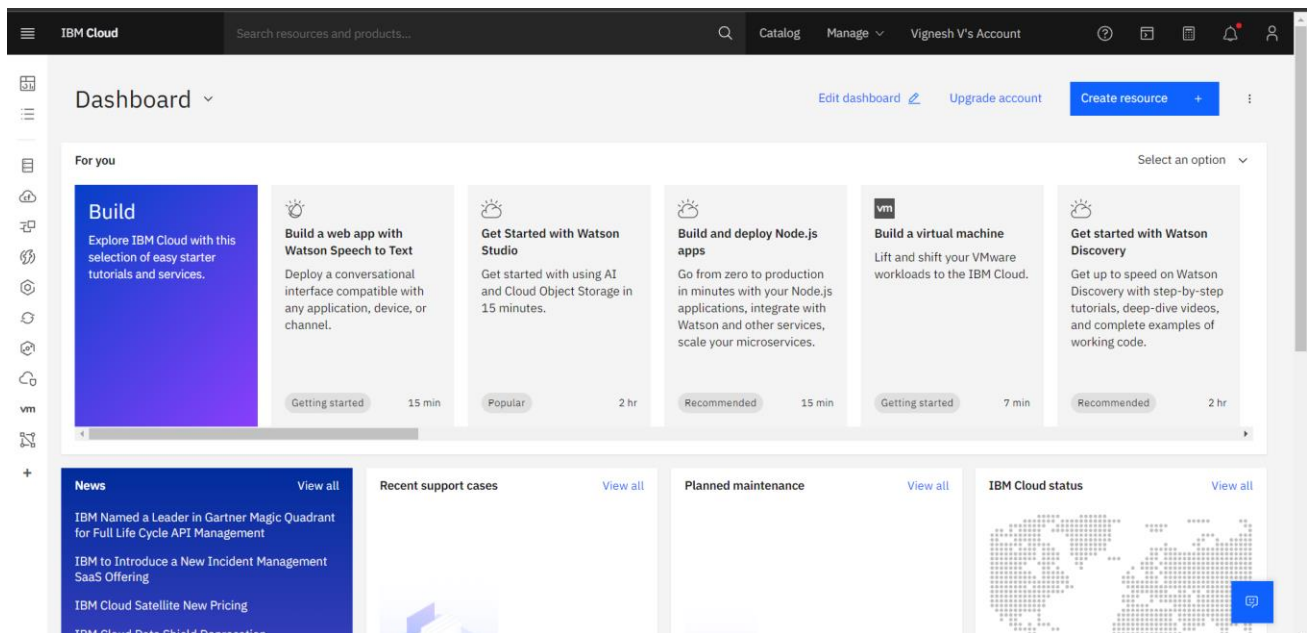 IBM Cloud
Search resources and products...
Catalog
Manage
Vignesh V's Account
Dashboard
Edit dashboard
Upgrade account
Create resource +
For you
Select an option
Build
Explore IBM Cloud with this
selection of easy starter
tutorials and services.
Build a web app with
Watson Speech to Text
Deploy a conversational
interface compatible with
any application, device, or
channel.
Getting started
15 min
Get Started with Watson
Studio
Get started with using AI
and Cloud Object Storage in
15 minutes.
Popular
2 hr
Build and deploy Node.js
apps
Go from zero to production
in minutes with your Node.js
applications, integrate with
Watson and other services,
scale your microservices.
Recommended
15 min
vm
Build a virtual machine
Lift and shift your VMware
workloads to the IBM Cloud.
Getting started
7 min
Get started with Watson
Discovery
Get up to speed on Watson
Discovery with step-by-step
tutorials, deep-dive videos,
and complete examples of
working code.
Recommended
2 hr
vm
News
View all
IBM Named a Leader in Gartner Magic Quadrant
for Full Life Cycle API Management
IBM to Introduce a New Incident Management
SaaS Offering
IBM Cloud Satellite New Pricing
IBM Cloud Data Shield Deprecation
Recent support cases
View all
Planned maintenance
View all
IBM Cloud status
View all